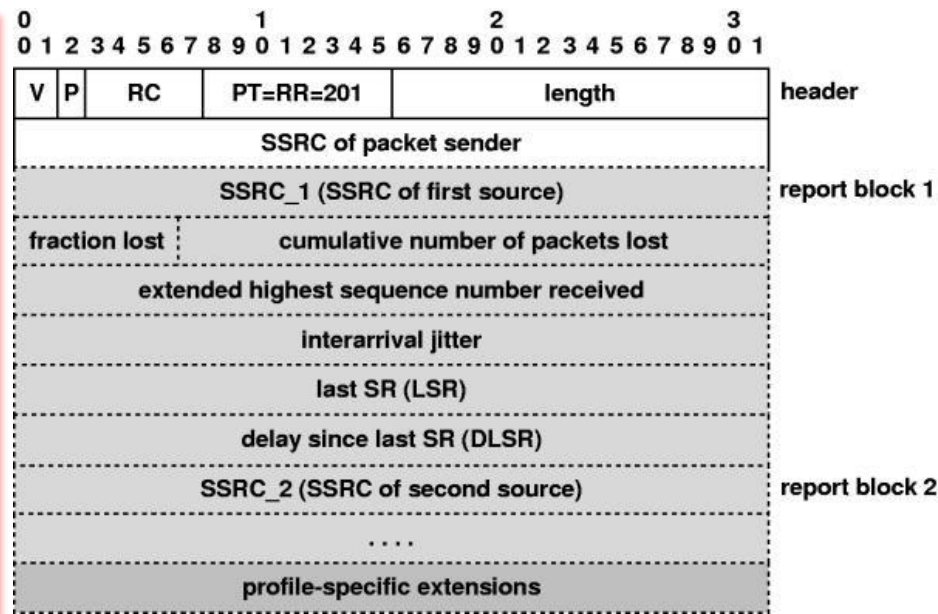 0 1 2 3
0 1 2 3 4 5 6 7 8 9 0 1 2 3 4 5 6 7 8 9 0 1 2 3 4 5 6 7 8 9 0 1
V P RC PT=RR=201 length header
SSRC of packet sender
SSRC_1 (SSRC of first source) report block 1
fraction lost cumulative number of packets lost
extended highest sequence number received
interarrival jitter
last SR (LSR)
delay since last SR (DLSR)
SSRC_2 (SSRC of second source) report block 2
....
profile-specific extensions